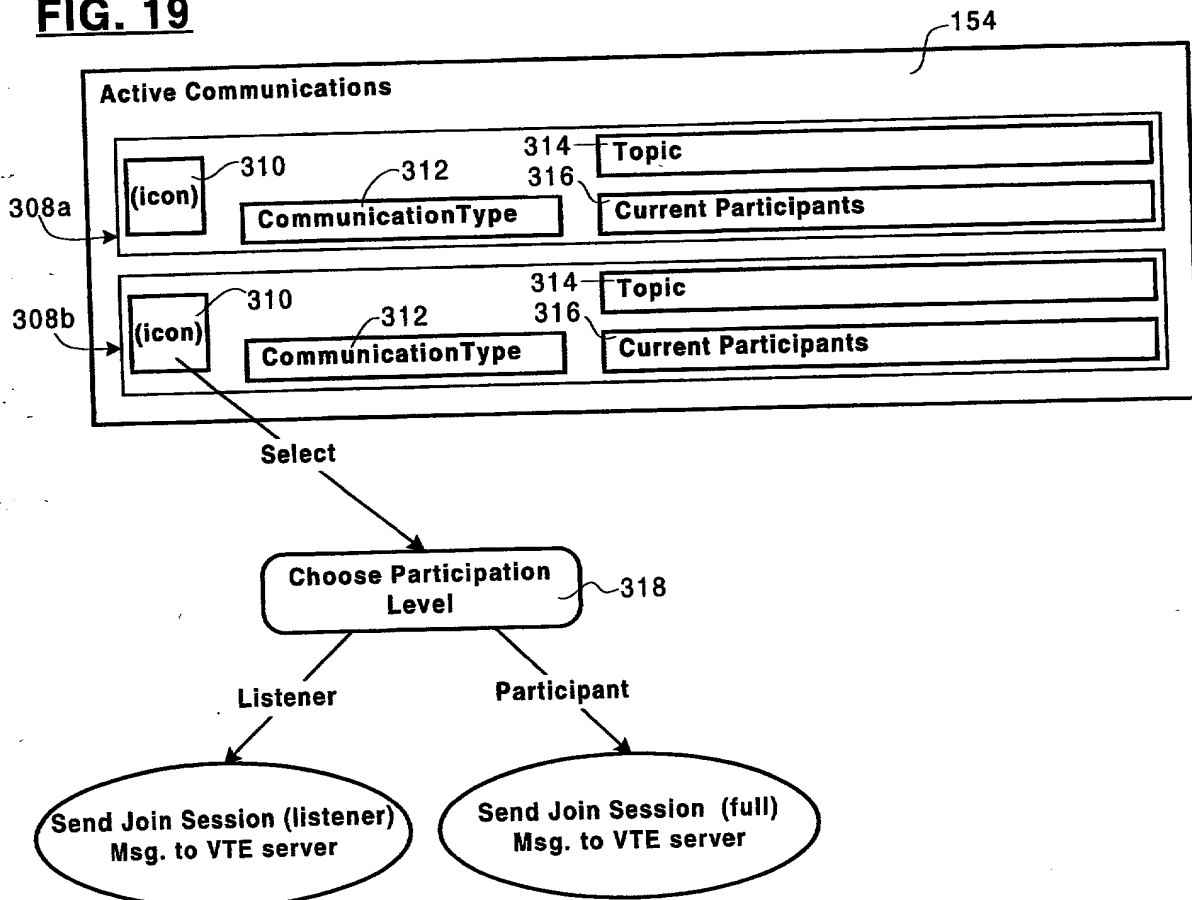 FIG. 19
154
Active Communications
310
(icon)
312
CommunicationType
314
Topic
316
Current Participants
308a
310
(icon)
312
CommunicationType
314
Topic
316
Current Participants
308b
Select
Choose Participation
Level
318
Listener
Participant
Send Join Session (listener)
Msg. to VTE server
Send Join Session (full)
Msg. to VTE server